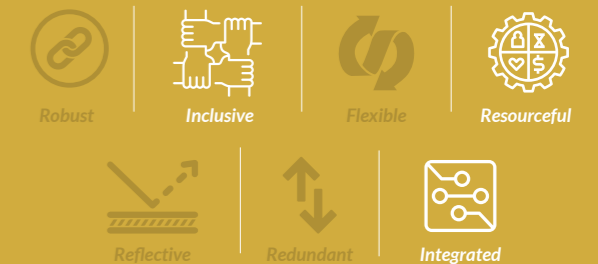 Robust
Inclusive
Flexible
Resourceful
Reflective
Redundant
Integrated